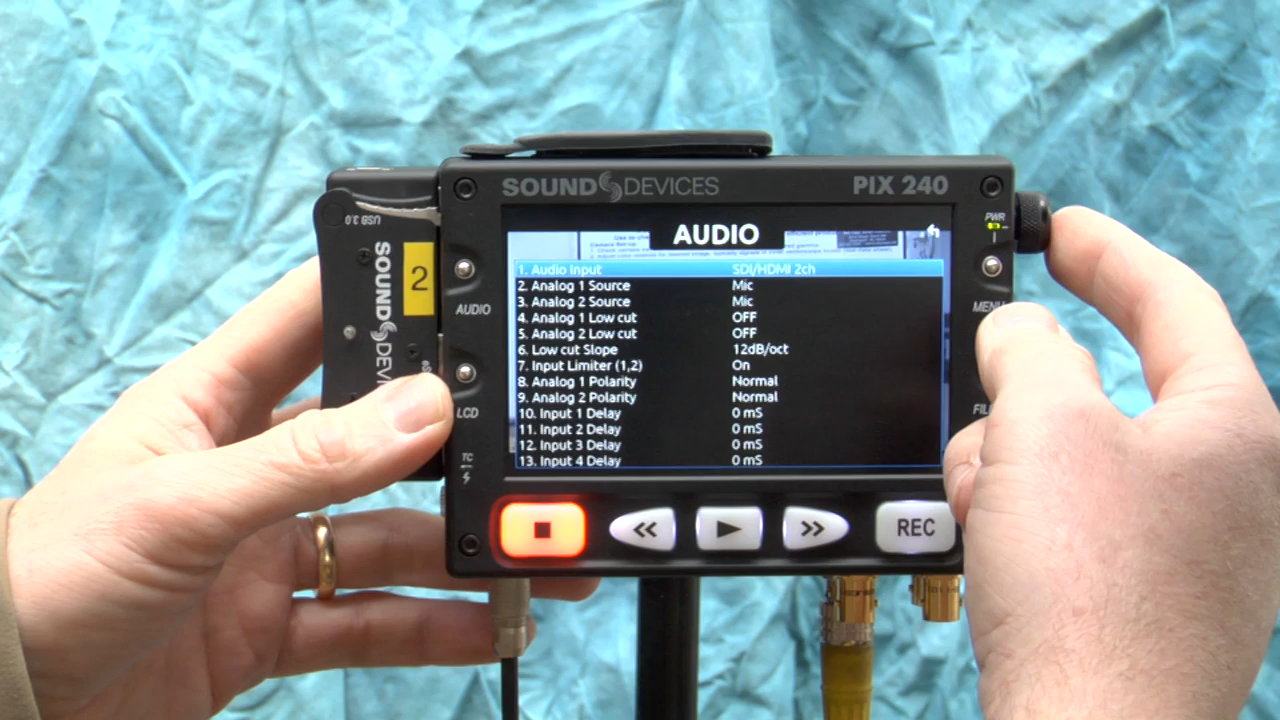 SOUND DEVICES
PIX 240
USB 3.0
SOUND
2
PWR
AUDIO
AUDIO
MENU
LCD
TC
1. Audio Input SDI/HDMI 2ch
2. Analog 1 Source Mic
3. Analog 2 Source Mic
4. Analog 1 Low cut OFF
5. Analog 2 Low cut OFF
6. Low cut Slope 12dB/oct
7. Input Limiter (1,2) On
8. Analog 1 Polarity Normal
9. Analog 2 Polarity Normal
10. Input 1 Delay 0 mS
11. Input 2 Delay 0 mS
12. Input 3 Delay 0 mS
13. Input 4 Delay 0 mS
REC